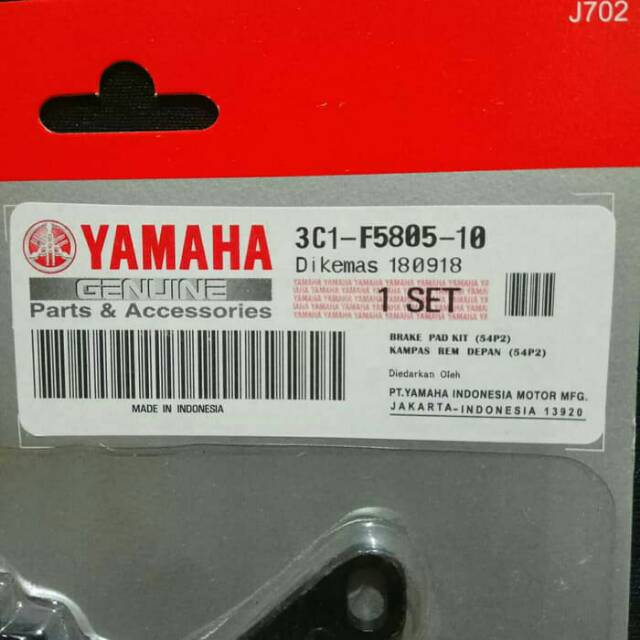 J702
YAMAHA
GENUINE
Parts & Accessories
MADE IN INDONESIA
3C1-F5805-10
Dikemas 180918
1 SET
BRAKE PAD KIT (54P2)
KAMPAS REM DEPAN (54P2)
Diedarkan Oleh
PT.YAMAHA INDONESIA MOTOR MFG.
JAKARTA-INDONESIA 13920